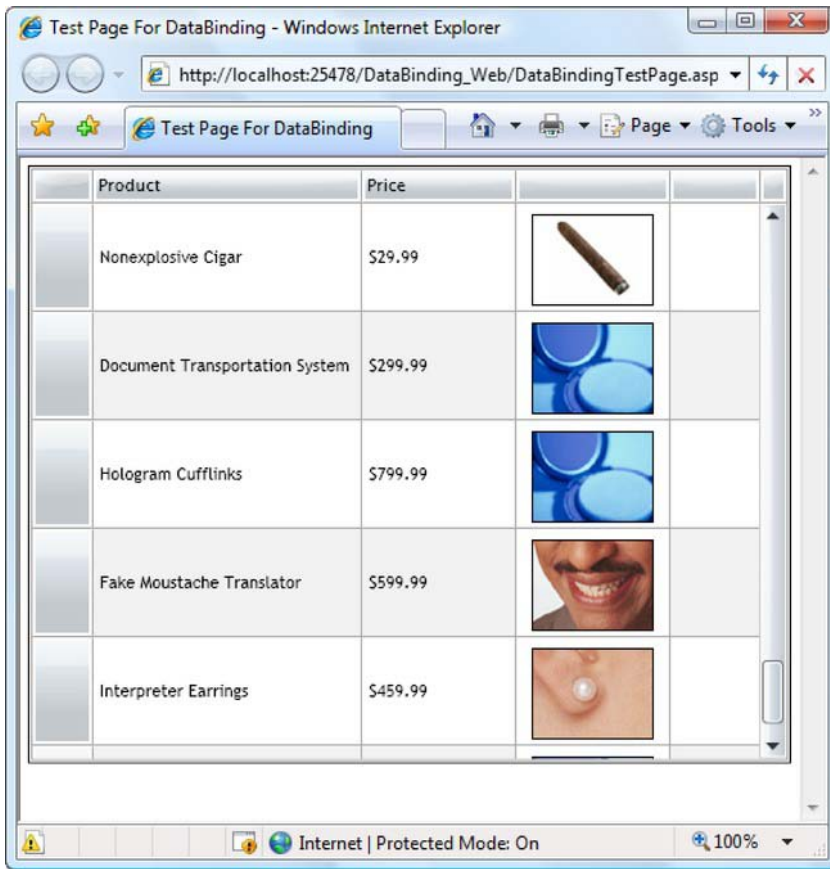 Test Page For DataBinding - Windows Internet Explorer
http://localhost:25478/DataBinding_Web/DataBindingTestPage.asp
Test Page For DataBinding
Page
Tools
Product Price
Nonexplosive Cigar $29.99
Document Transportation System $299.99
Hologram Cufflinks $799.99
Fake Moustache Translator $599.99
Interpreter Earrings $459.99
Internet | Protected Mode: On
100%